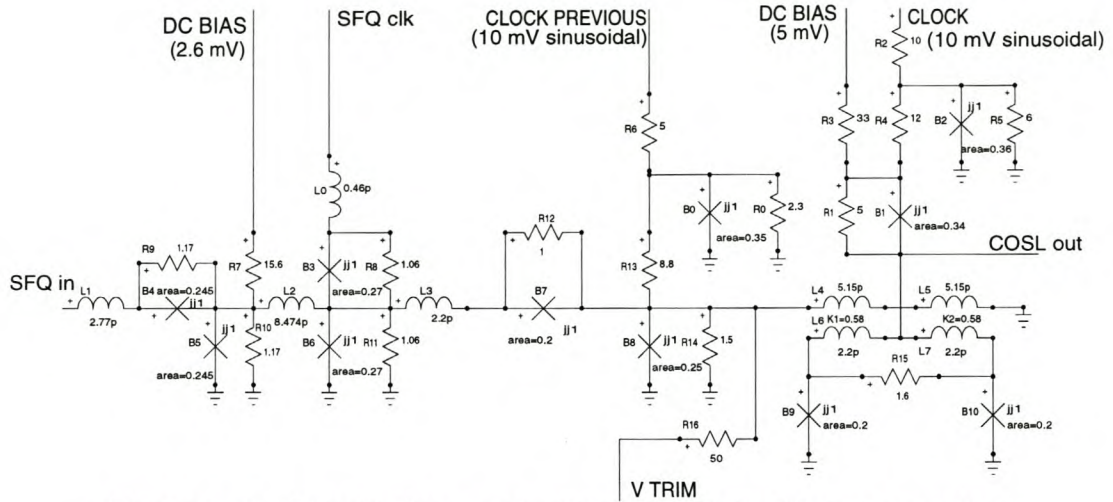 DC BIAS
(2.6 mV)
SFQ clk
CLOCK PREVIOUS
(10 mV sinusoidal)
DC BIAS
(5 mV)
CLOCK
(10 mV sinusoidal)
R2
10
R6
5
R3
33
R4
12
B2
jj1
area=0.36
R5
6
L0
0.46p
B0
jj1
area=0.35
R0
2.3
R1
5
B1
jj1
area=0.34
COSL out
R9
1.17
R7
15.6
B3
jj1
area=0.27
R8
1.06
R12
1
R13
8.8
SFQ in
L1
2.77p
B4
area=0.245
jj1
L2
8.474p
L3
2.2p
B7
jj1
area=0.2
L4
5.15p
L5
5.15p
B5
jj1
area=0.245
R10
1.17
B6
jj1
area=0.27
R11
1.06
B8
jj1
area=0.25
R14
1.5
L6
K1=0.58
2.2p
K2=0.58
L7
2.2p
R15
1.6
B9
jj1
area=0.2
B10
jj1
area=0.2
R16
50
V TRIM